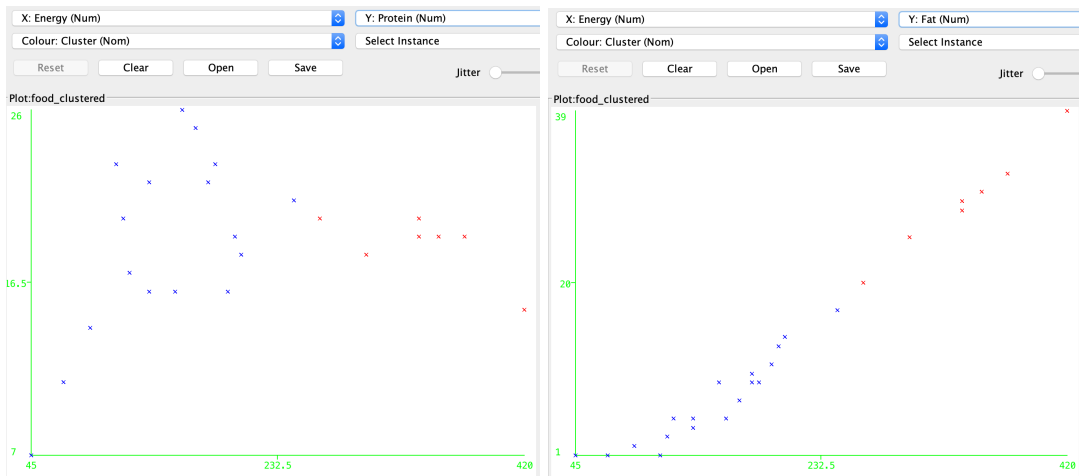 X: Energy (Num)
Y: Protein (Num)
Colour: Cluster (Nom)
Select Instance
Reset
Clear
Open
Save
Jitter
Plot:food_clustered
26
16.5
7
45
232.5
420
X: Energy (Num)
Y: Fat (Num)
Colour: Cluster (Nom)
Select Instance
Reset
Clear
Open
Save
Jitter
Plot:food_clustered
39
20
1
45
232.5
420